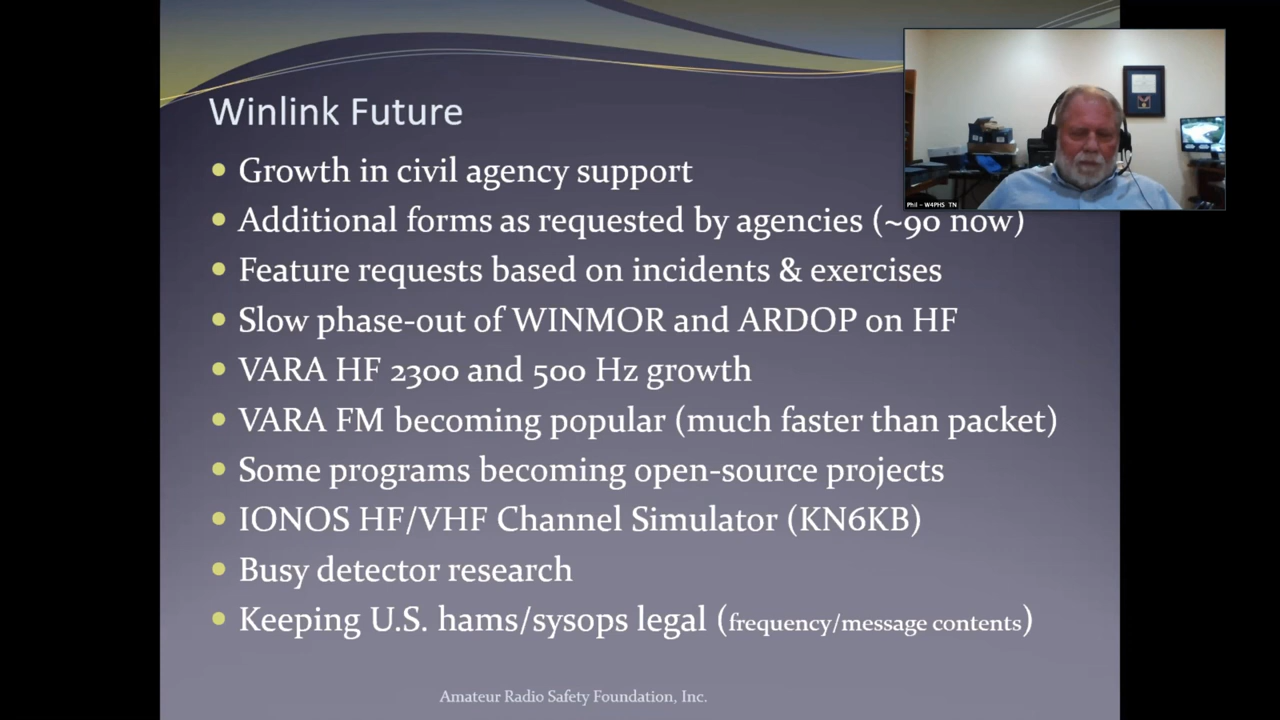 Winlink Future
Growth in civil agency support
Additional forms as requested by agencies (~90 now)
Feature requests based on incidents & exercises
Slow phase-out of WINMOR and ARDOP on HF
VARA HF 2300 and 500 Hz growth
VARA FM becoming popular (much faster than packet)
Some programs becoming open-source projects
IONOS HF/VHF Channel Simulator (KN6KB)
Busy detector research
Keeping U.S. hams/sysops legal (frequency/message contents)
Amateur Radio Safety Foundation, Inc.
Phil - W4PHS TN